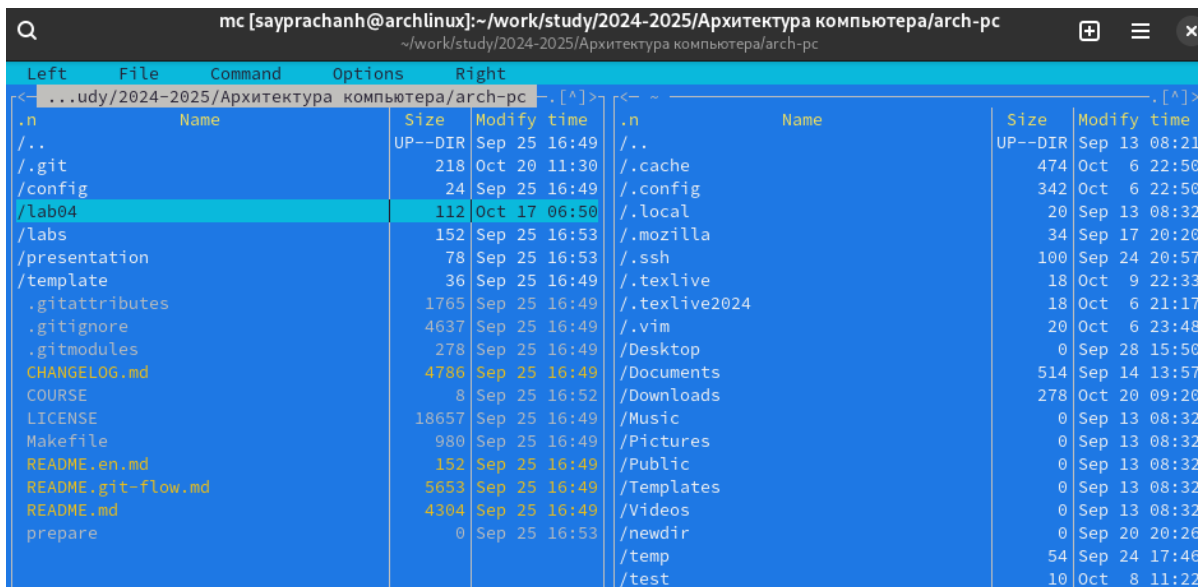 mc [sayprachanh@archlinux]:~/work/study/2024-2025/Архитектура компьютера/arch-pc
~/work/study/2024-2025/Архитектура компьютера/arch-pc
Left File Command Options Right
<— ...udy/2024-2025/Архитектура компьютера/arch-pc —.[^]>
.n Name Size Modify time
/.. UP--DIR Sep 25 16:49
/.git 218 Oct 20 11:30
/config 24 Sep 25 16:49
/lab04 112 Oct 17 06:50
/labs 152 Sep 25 16:53
/presentation 78 Sep 25 16:53
/template 36 Sep 25 16:49
.gitattributes 1765 Sep 25 16:49
.gitignore 4637 Sep 25 16:49
.gitmodules 278 Sep 25 16:49
CHANGELOG.md 4786 Sep 25 16:49
COURSE 8 Sep 25 16:52
LICENSE 18657 Sep 25 16:49
Makefile 980 Sep 25 16:49
README.en.md 152 Sep 25 16:49
README.git-flow.md 5653 Sep 25 16:49
README.md 4304 Sep 25 16:49
prepare 0 Sep 25 16:53
<— ~ —.[^]>
.n Name Size Modify time
/.. UP--DIR Sep 13 08:21
/.cache 474 Oct 6 22:50
/.config 342 Oct 6 22:50
/.local 20 Sep 13 08:32
/.mozilla 34 Sep 17 20:20
/.ssh 100 Sep 24 20:57
/.texlive 18 Oct 9 22:33
/.texlive2024 18 Oct 6 21:17
/.vim 20 Oct 6 23:48
/Desktop 0 Sep 28 15:50
/Documents 514 Sep 14 13:57
/Downloads 278 Oct 20 09:20
/Music 0 Sep 13 08:32
/Pictures 0 Sep 13 08:32
/Public 0 Sep 13 08:32
/Templates 0 Sep 13 08:32
/Videos 0 Sep 13 08:32
/newdir 0 Sep 20 20:26
/temp 54 Sep 24 17:46
/test 10 Oct 8 11:22